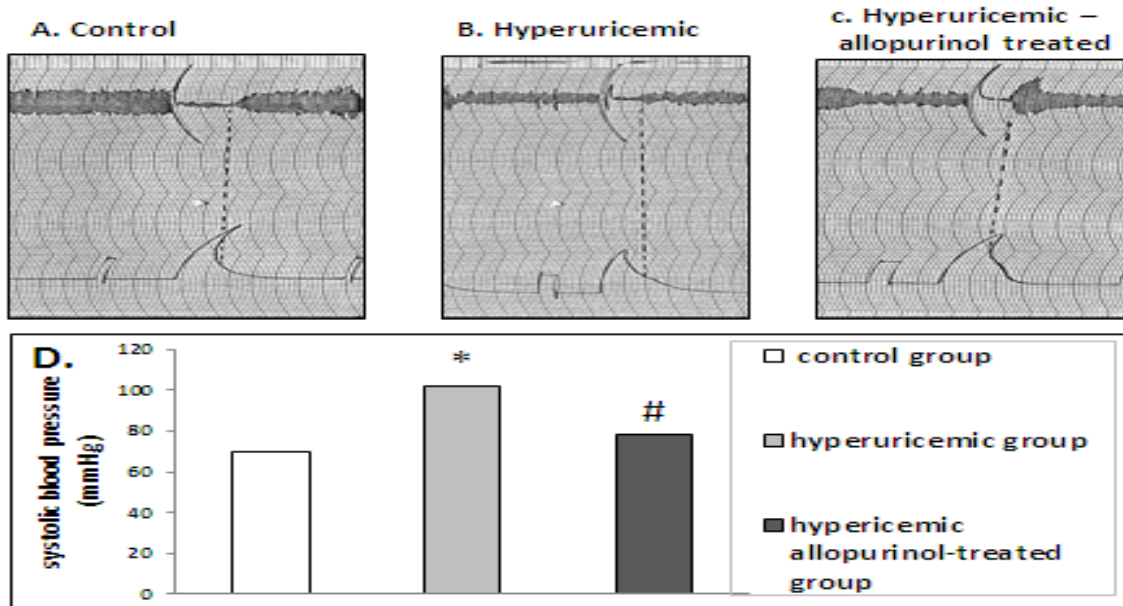 A. Control
B. Hyperuricemic
c. Hyperuricemic –
allopurinol treated
D.
systolic blood pressure
(mmHg)
120
100
80
60
40
20
0
*
#
control group
hyperuricemic group
hypericemic
allopurinol-treated
group